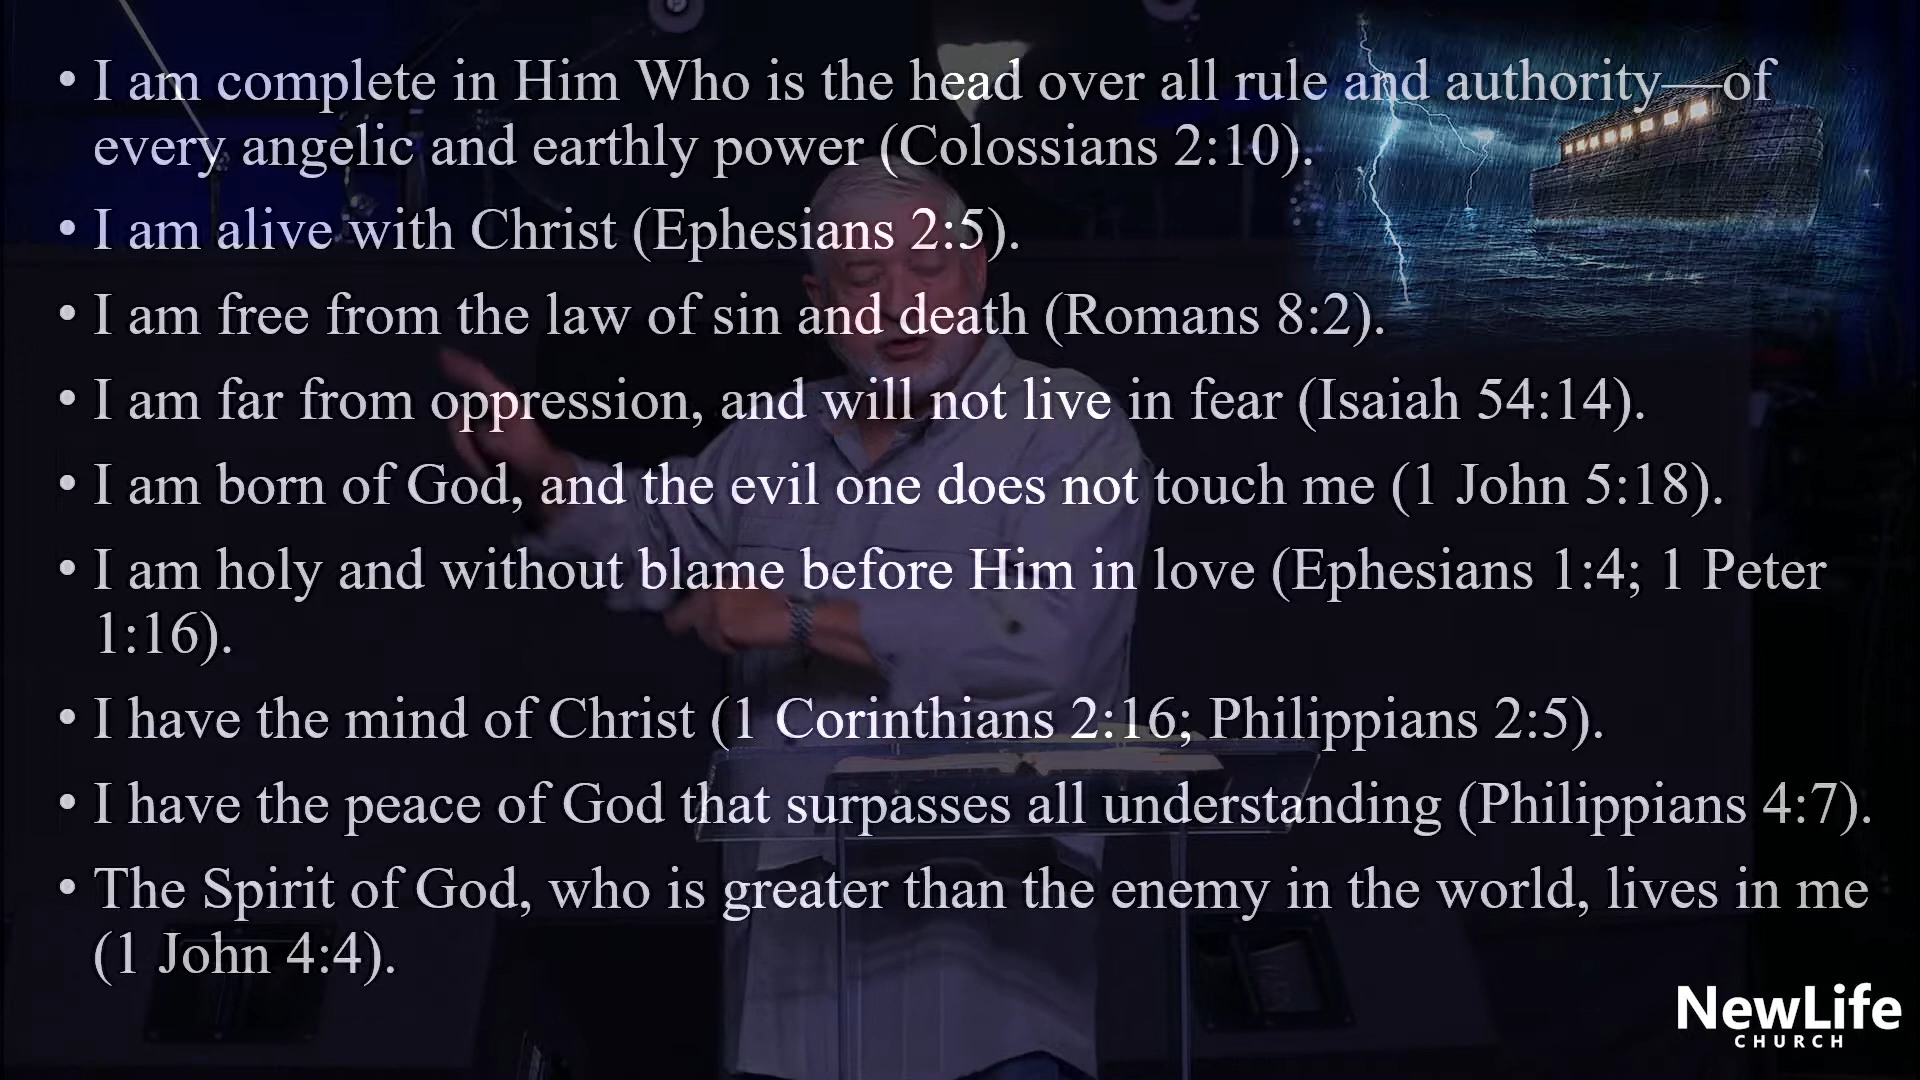 • I am complete in Him Who is the head over all rule and authority—of
every angelic and earthly power (Colossians 2:10).
• I am alive with Christ (Ephesians 2:5).
• I am free from the law of sin and death (Romans 8:2).
• I am far from oppression, and will not live in fear (Isaiah 54:14).
• I am born of God, and the evil one does not touch me (1 John 5:18).
• I am holy and without blame before Him in love (Ephesians 1:4; 1 Peter
1:16).
• I have the mind of Christ (1 Corinthians 2:16; Philippians 2:5).
• I have the peace of God that surpasses all understanding (Philippians 4:7).
• The Spirit of God, who is greater than the enemy in the world, lives in me
(1 John 4:4).
NewLife
CHURCH